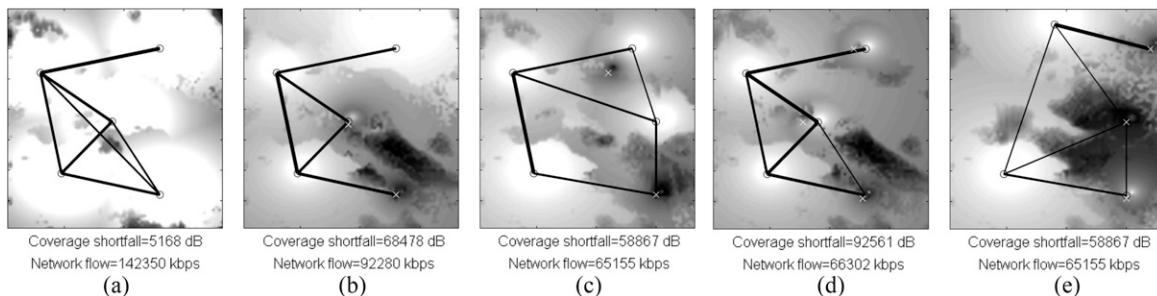 Coverage shortfall=5168 dB
Network flow=142350 kbps
(a)
Coverage shortfall=68478 dB
Network flow=92280 kbps
(b)
Coverage shortfall=58867 dB
Network flow=65155 kbps
(c)
Coverage shortfall=92561 dB
Network flow=66302 kbps
(d)
Coverage shortfall=58867 dB
Network flow=65155 kbps
(e)